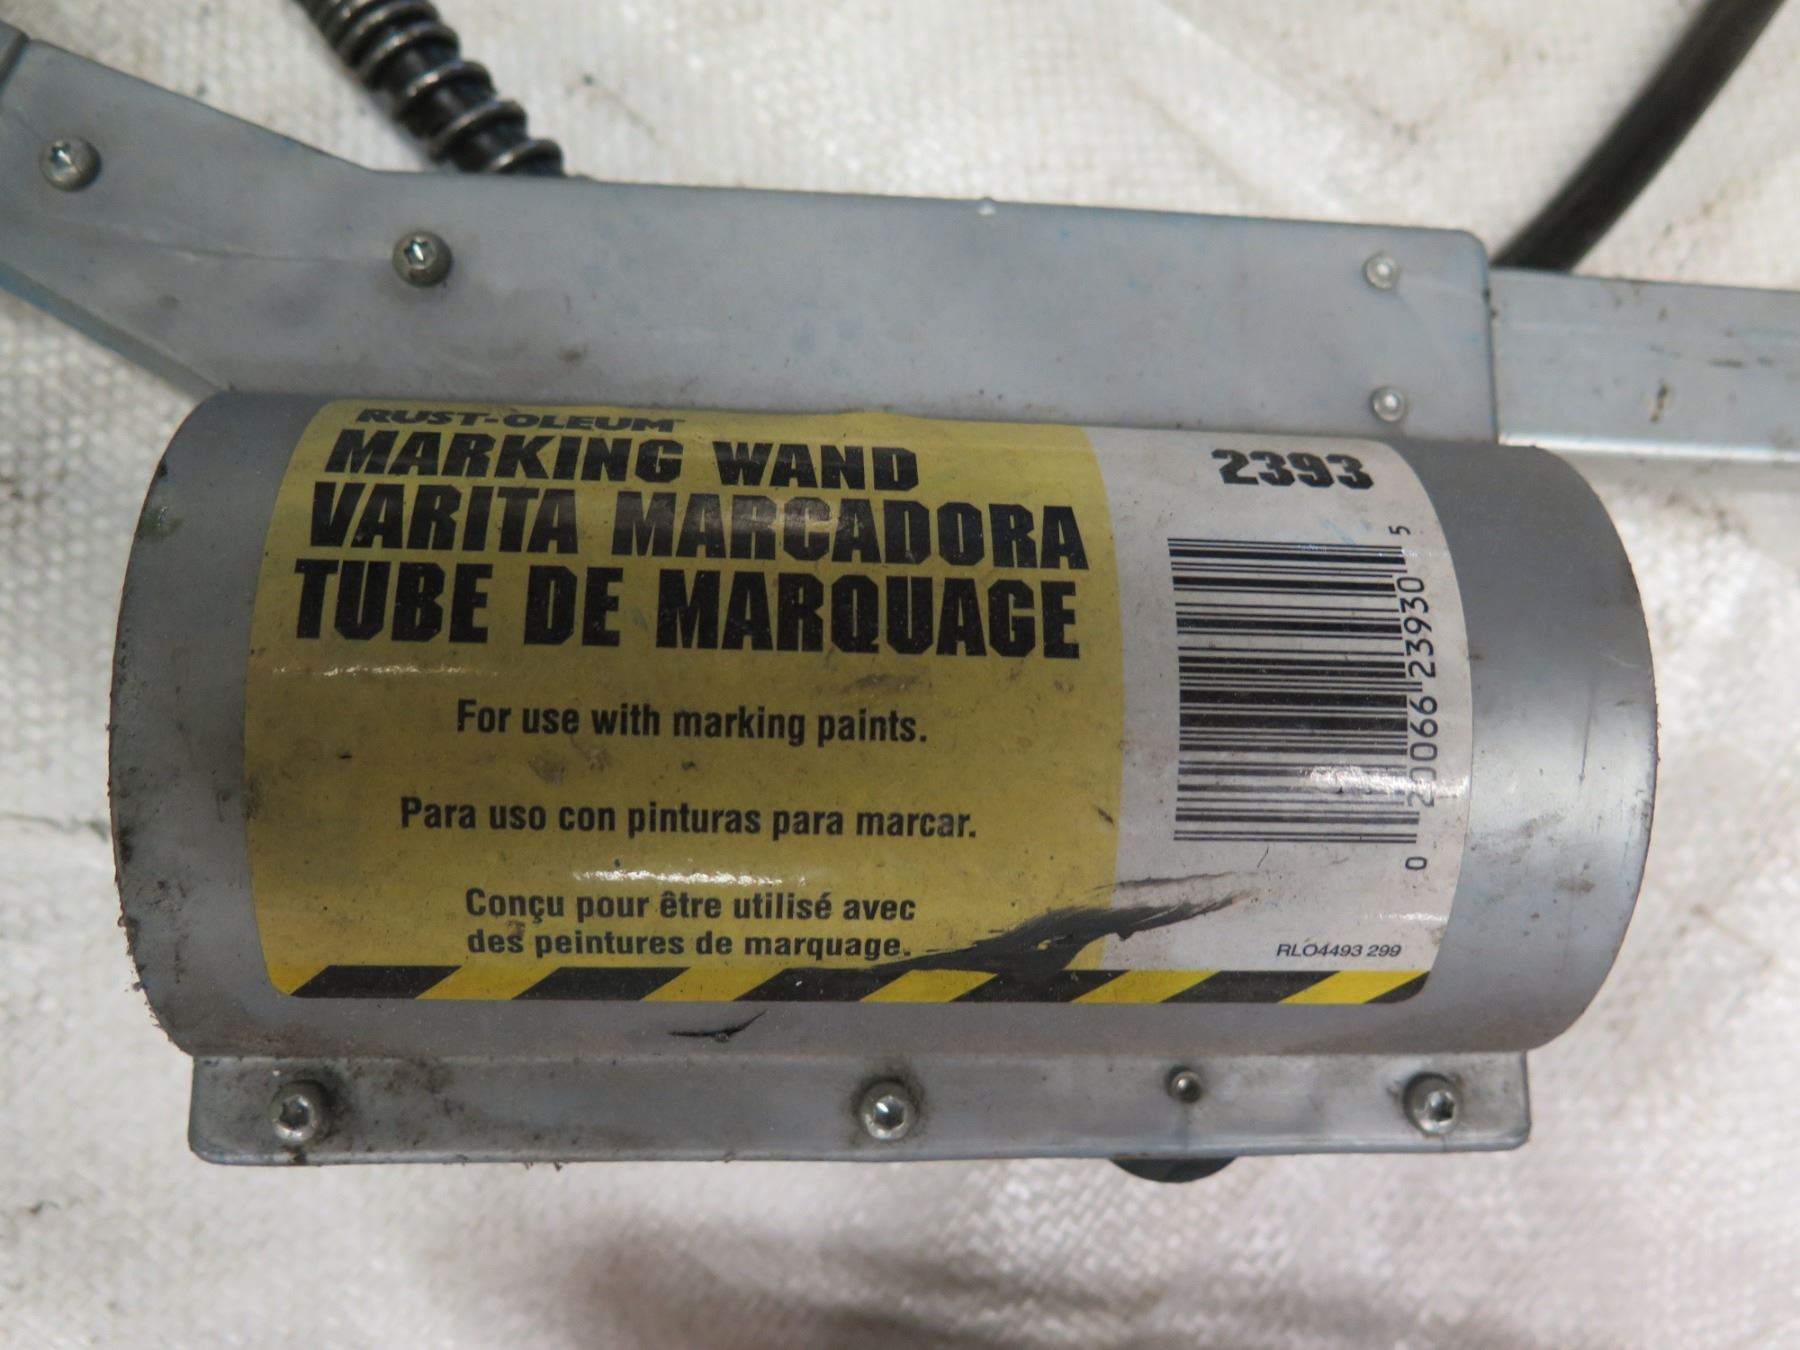 RUST-OLEUM
MARKING WAND
VARITA MARCADORA
TUBE DE MARQUAGE
For use with marking paints.
Para uso con pinturas para marcar.
Conçu pour être utilisé avec
des peintures de marquage.
2393
0 20066 23930 5
RLO4493 299